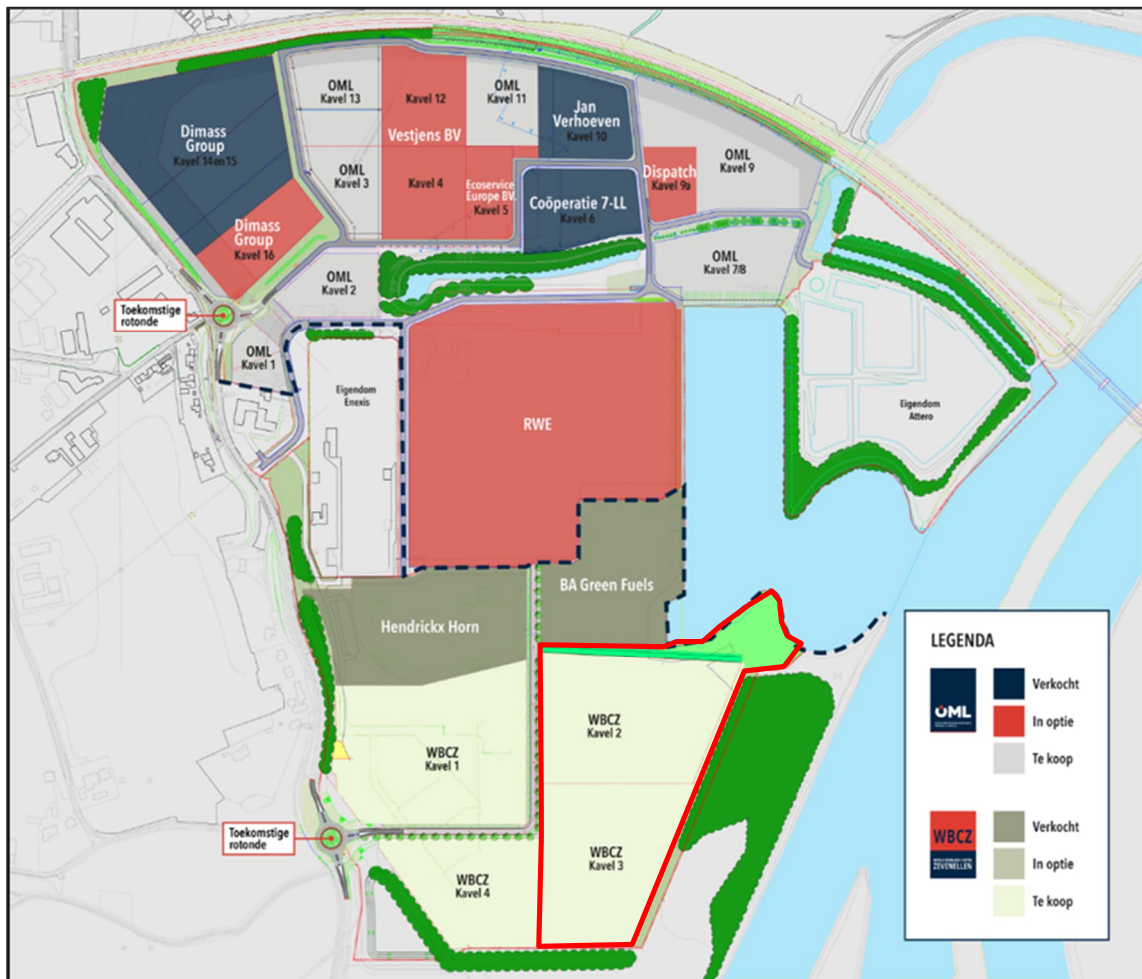 OML
Kavel 13
Kavel 12
OML
Kavel 11
Jan
Verhoeven
Kavel 10
Dimass
Group
Kavel 14 en 15
Vestjens BV
OML
Kavel 9
OML
Kavel 3
Kavel 4
Ecoservice
Europe BV.
Kavel 5
Dispatch
Kavel 9a
Coöperatie 7-LL
Kavel 6
Dimass
Group
Kavel 16
OML
Kavel 2
OML
Kavel 7/8
Toekomstige
rotonde
OML
Kavel 1
Eigendom
Enexis
RWE
Eigendom
Attero
BA Green Fuels
Hendrickx Horn
WBCZ
Kavel 2
WBCZ
Kavel 1
Toekomstige
rotonde
WBCZ
Kavel 3
WBCZ
Kavel 4
LEGENDA
OML
Verkocht
In optie
Te koop
WBCZ
ZEVENELLEN
Verkocht
In optie
Te koop